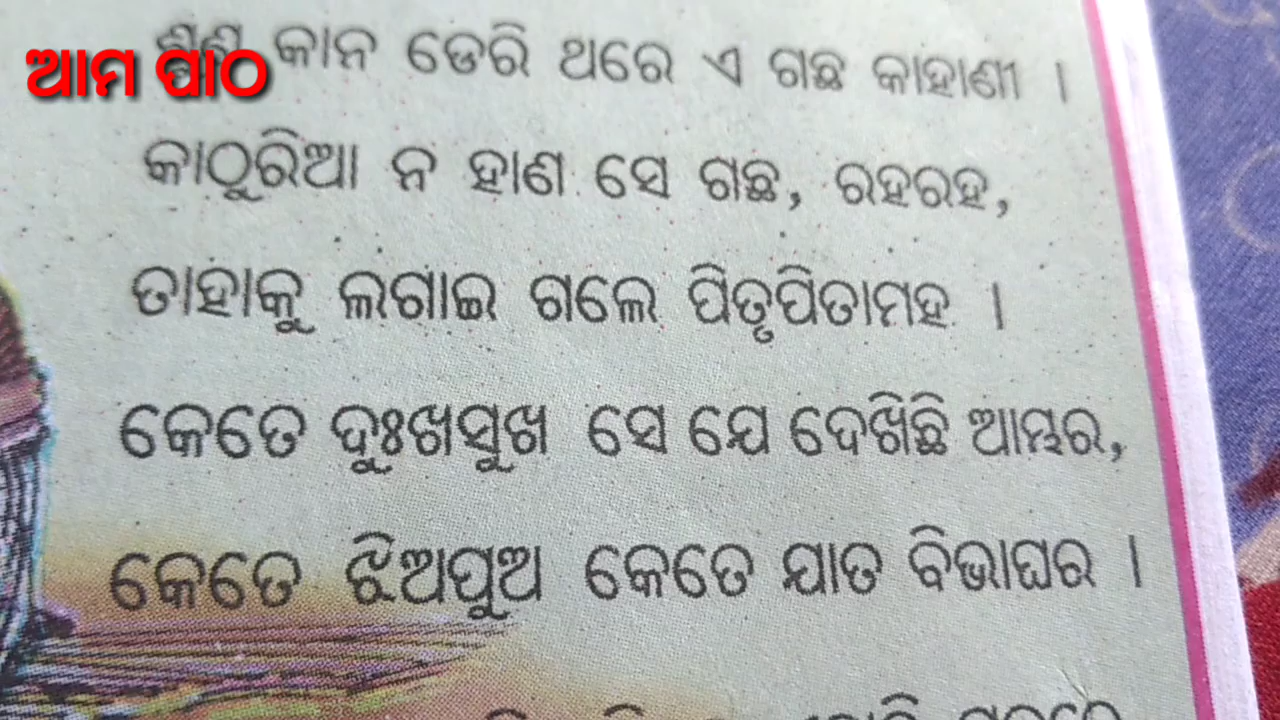 ଆମ ପାଠ
ଶୁଣ କାନ ଡେରି ଥରେ ଏ ଗଛ କାହାଣୀ ।
କାଠୁରିଆ ନ ହାଣ ସେ ଗଛ, ରହରହ,
ତାହାକୁ ଲଗାଇ ଗଲେ ପିତୃପିତାମହ ।
କେତେ ଦୁଃଖସୁଖ ସେ ଯେ ଦେଖିଛି ଆମ୍ଭର,
କେତେ ଝିଅପୁଅ କେତେ ଯାତ ବିଭାଘର ।